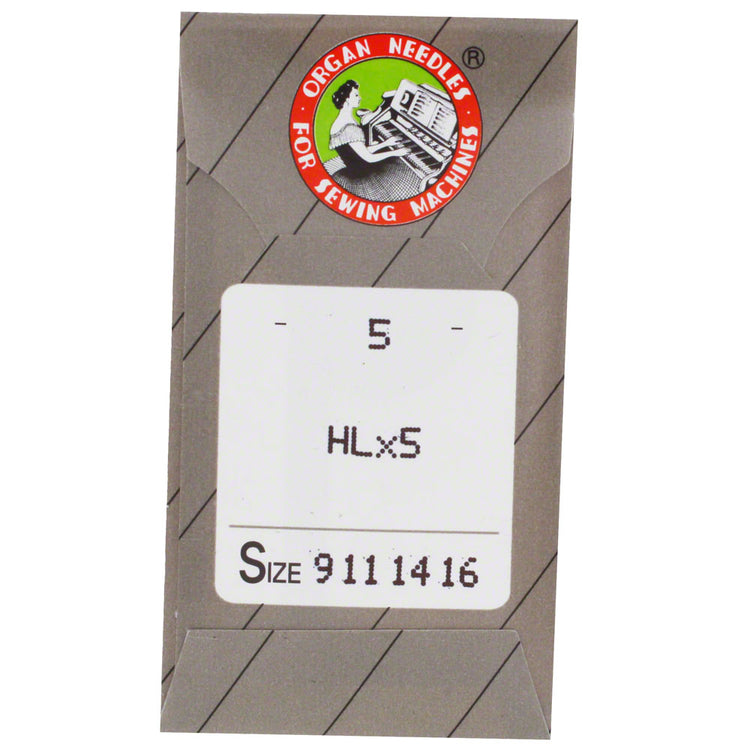 · ORGAN NEEDLES ·
FOR SEWING MACHINES
®
- 5 -
HLx5
SIZE 9 11 14 16